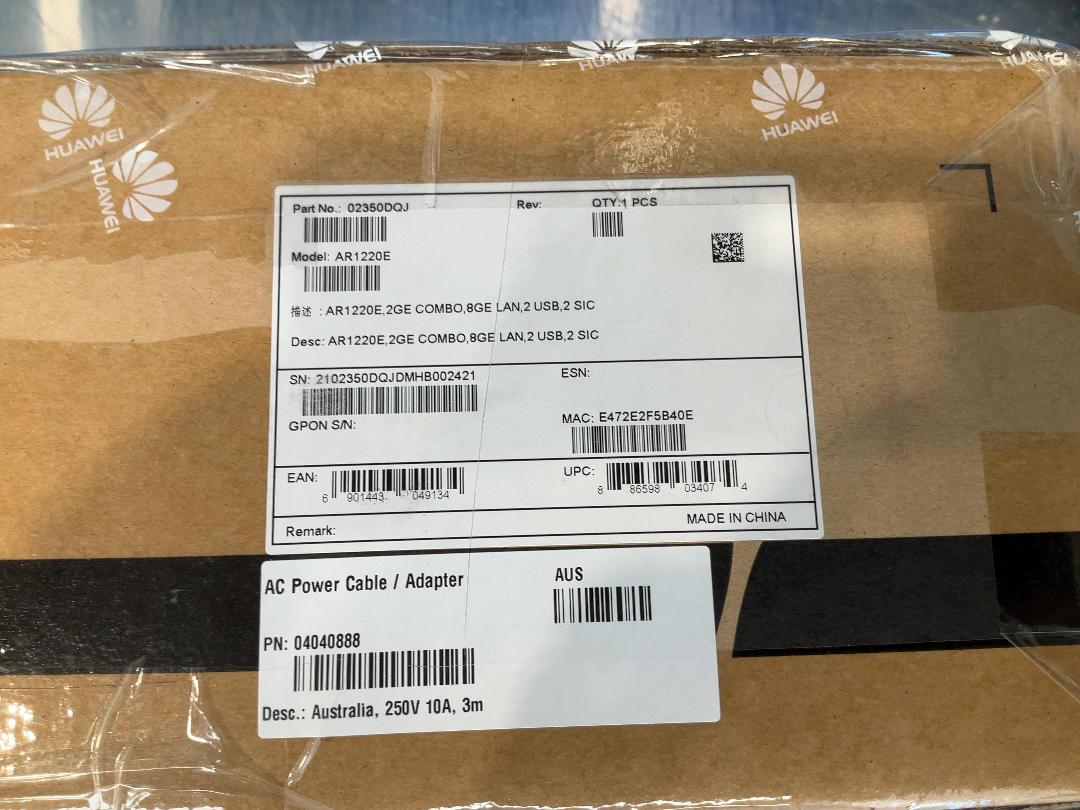 HUAWEI
HUAWEI
HUAWEI
HUAWEI
HUAWEI
HUAWEI
Part No.: 02350DQJ Rev: QTY:1 PCS
Model: AR1220E
描述 : AR1220E,2GE COMBO,8GE LAN,2 USB,2 SIC
Desc: AR1220E,2GE COMBO,8GE LAN,2 USB,2 SIC
SN: 2102350DQJDMHB002421 ESN:
GPON S/N: MAC: E472E2F5B40E
EAN: 6 901443 049134 UPC: 8 86598 03407 4
Remark: MADE IN CHINA
AC Power Cable / Adapter AUS
PN: 04040888
Desc.: Australia, 250V 10A, 3m